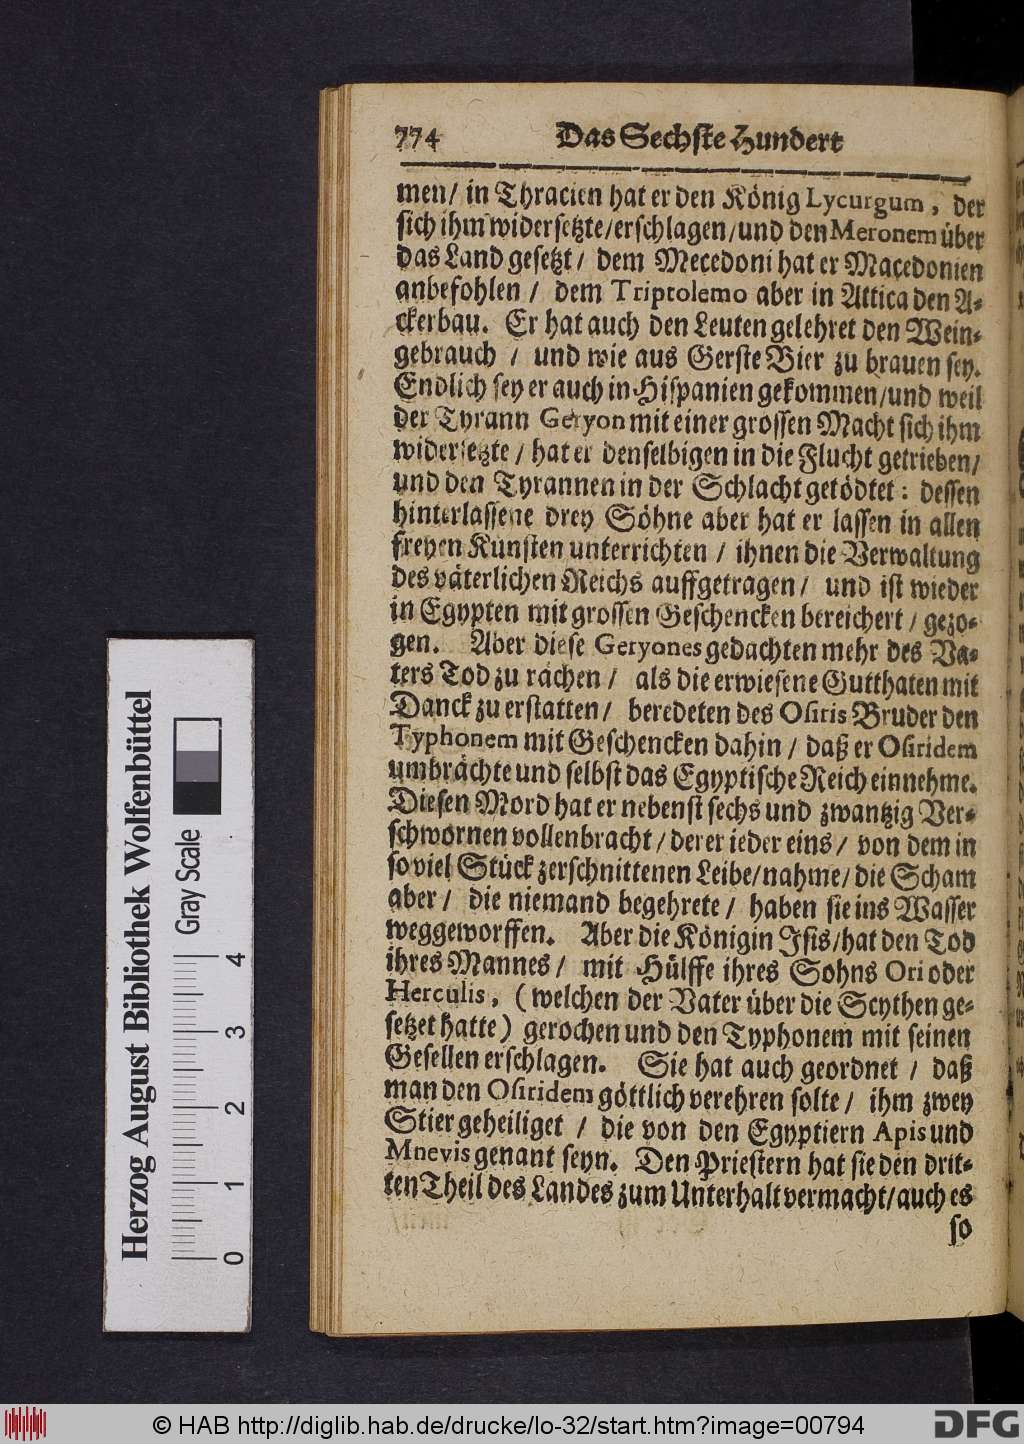 774 Das Sechste Hundert
men/ in Thracien hat er den König Lycurgum, der
sich ihm widersetzte/erschlagen/und den Meronem über
das Land gesetzt/ dem Mecedoni hat er Macedonien
anbefohlen/ dem Triptolemo aber in Attica den A-
ckerbau. Er hat auch den Leuten gelehret den Wein-
gebrauch / und wie aus Gerste Bier zu brauen sey.
Endlich sey er auch in Hispanien gekommen/und weil
der Tyrann Geryon mit einer grossen Macht sich ihm
widersetzte / hat er denselbigen in die Flucht getrieben/
und den Tyrannen in der Schlacht getödtet: dessen
hinterlassene drey Söhne aber hat er lassen in allen
freyen Künsten unterrichten / ihnen die Verwaltung
des väterlichen Reichs auffgetragen/ und ist wieder
in Egypten mit grossen Geschencken bereichert / gezo-
gen. Aber diese Geryones gedachten mehr des Va-
ters Tod zu rächen/ als die erwiesene Gutthaten mit
Danck zu erstatten/ beredeten des Osiris Bruder den
Typhonem mit Geschencken dahin / daß er Osiridem
umbrächte und selbst das Egyptische Reich einnehme.
Diesen Mord hat er nebenst sechs und zwantzig Ver-
schwornen vollenbracht / derer ieder eins/ von dem in
so viel Stück zerschnittenen Leibe/nahme/ die Scham
aber/ die niemand begehrete/ haben sie ins Wasser
weggeworffen. Aber die Königin Isis/hat den Tod
ihres Mannes/ mit Hülffe ihres Sohns Ori oder
Herculis, (welchen der Vater über die Scythen ge-
setzet hatte) gerochen und den Typhonem mit seinen
Gesellen erschlagen. Sie hat auch geordnet / daß
man den Osiridem göttlich verehren solte/ ihm zwey
Stier geheiliget / die von den Egyptiern Apis und
Mnevis genant seyn. Den Priestern hat sie den drit-
ten Theil des Landes zum Unterhalt vermacht/auch es
so
Herzog August Bibliothek Wolfenbüttel
Gray Scale
0 1 2 3 4
© HAB http://diglib.hab.de/drucke/lo-32/start.htm?image=00794
DFG